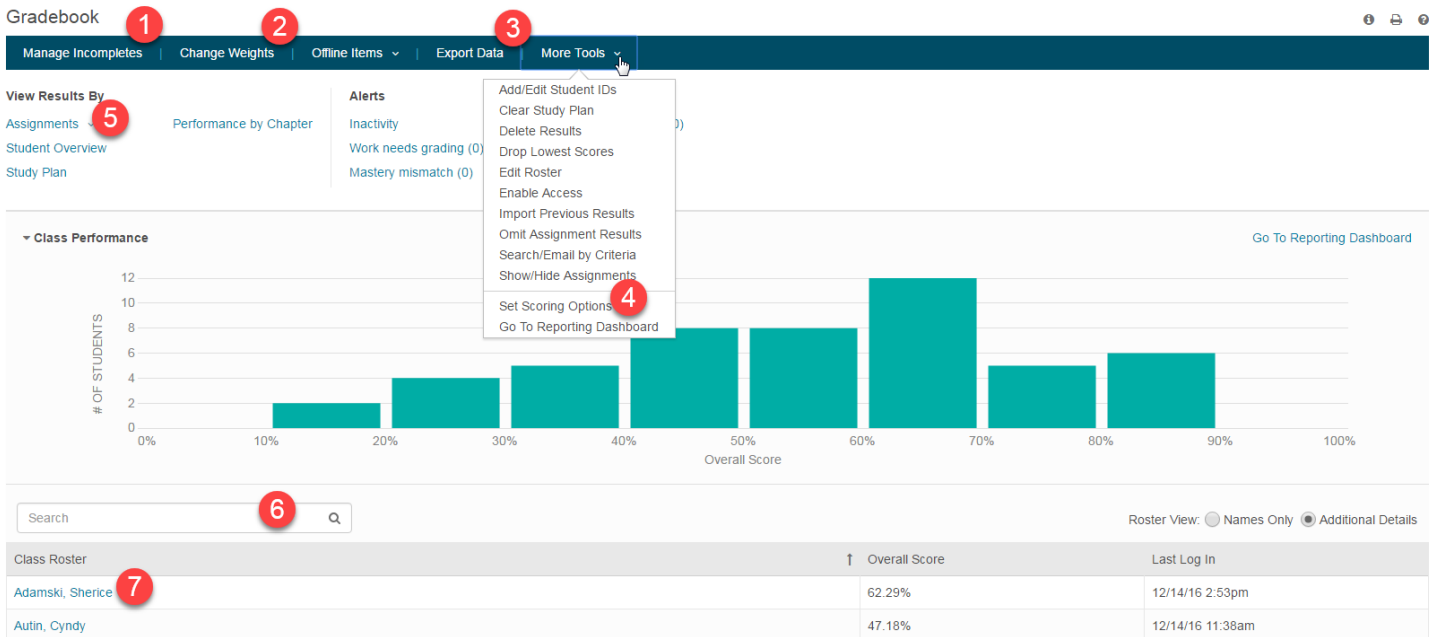 Gradebook
1
2
3
Manage Incompletes | Change Weights | Offline Items | Export Data | More Tools
View Results By
5
Assignments
Performance by Chapter
Student Overview
Study Plan
Alerts
Inactivity
Work needs grading (0)
Mastery mismatch (0)
0)
Add/Edit Student IDs
Clear Study Plan
Delete Results
Drop Lowest Scores
Edit Roster
Enable Access
Import Previous Results
Omit Assignment Results
Search/Email by Criteria
Show/Hide Assignments
4
Set Scoring Options
Go To Reporting Dashboard
Class Performance
Go To Reporting Dashboard
# OF STUDENTS
12
10
8
6
4
2
0
0% 10% 20% 30% 40% 50% 60% 70% 80% 90% 100%
Overall Score
Search
6
Roster View: Names Only Additional Details
Class Roster ↑ Overall Score Last Log In
Adamski, Sherice 7 62.29% 12/14/16 2:53pm
Autin, Cyndy 47.18% 12/14/16 11:38am